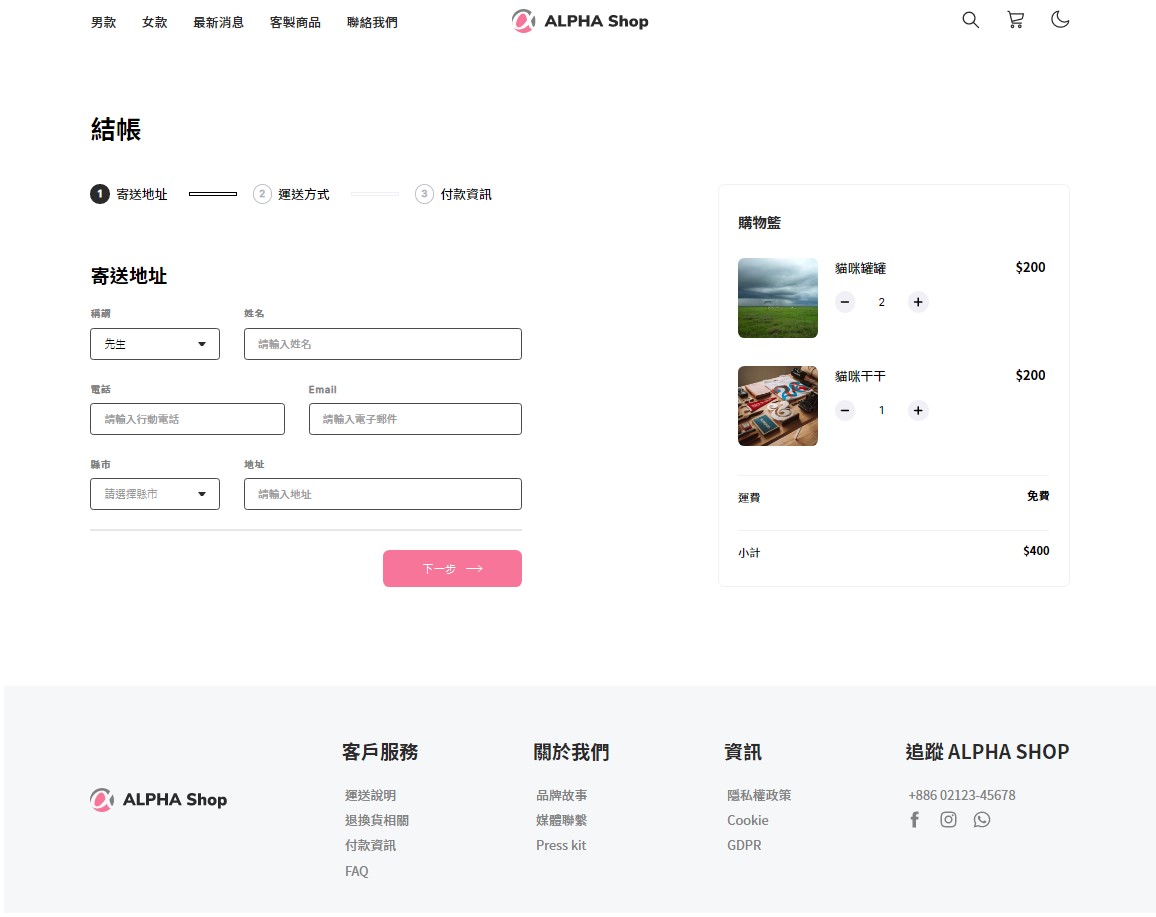 男款 女款 最新消息 客製商品 聯絡我們 ALPHA Shop
結帳
1 寄送地址 2 運送方式 3 付款資訊
寄送地址
稱謂 姓名
先生 請輸入姓名
電話 Email
請輸入行動電話 請輸入電子郵件
縣市 地址
請選擇縣市 請輸入地址
下一步
購物籃
貓咪罐罐 $200
2
貓咪干干 $200
1
運費 免費
小計 $400
ALPHA Shop
客戶服務
運送說明
退換貨相關
付款資訊
FAQ
關於我們
品牌故事
媒體聯繫
Press kit
資訊
隱私權政策
Cookie
GDPR
追蹤 ALPHA SHOP
+886 02123-45678